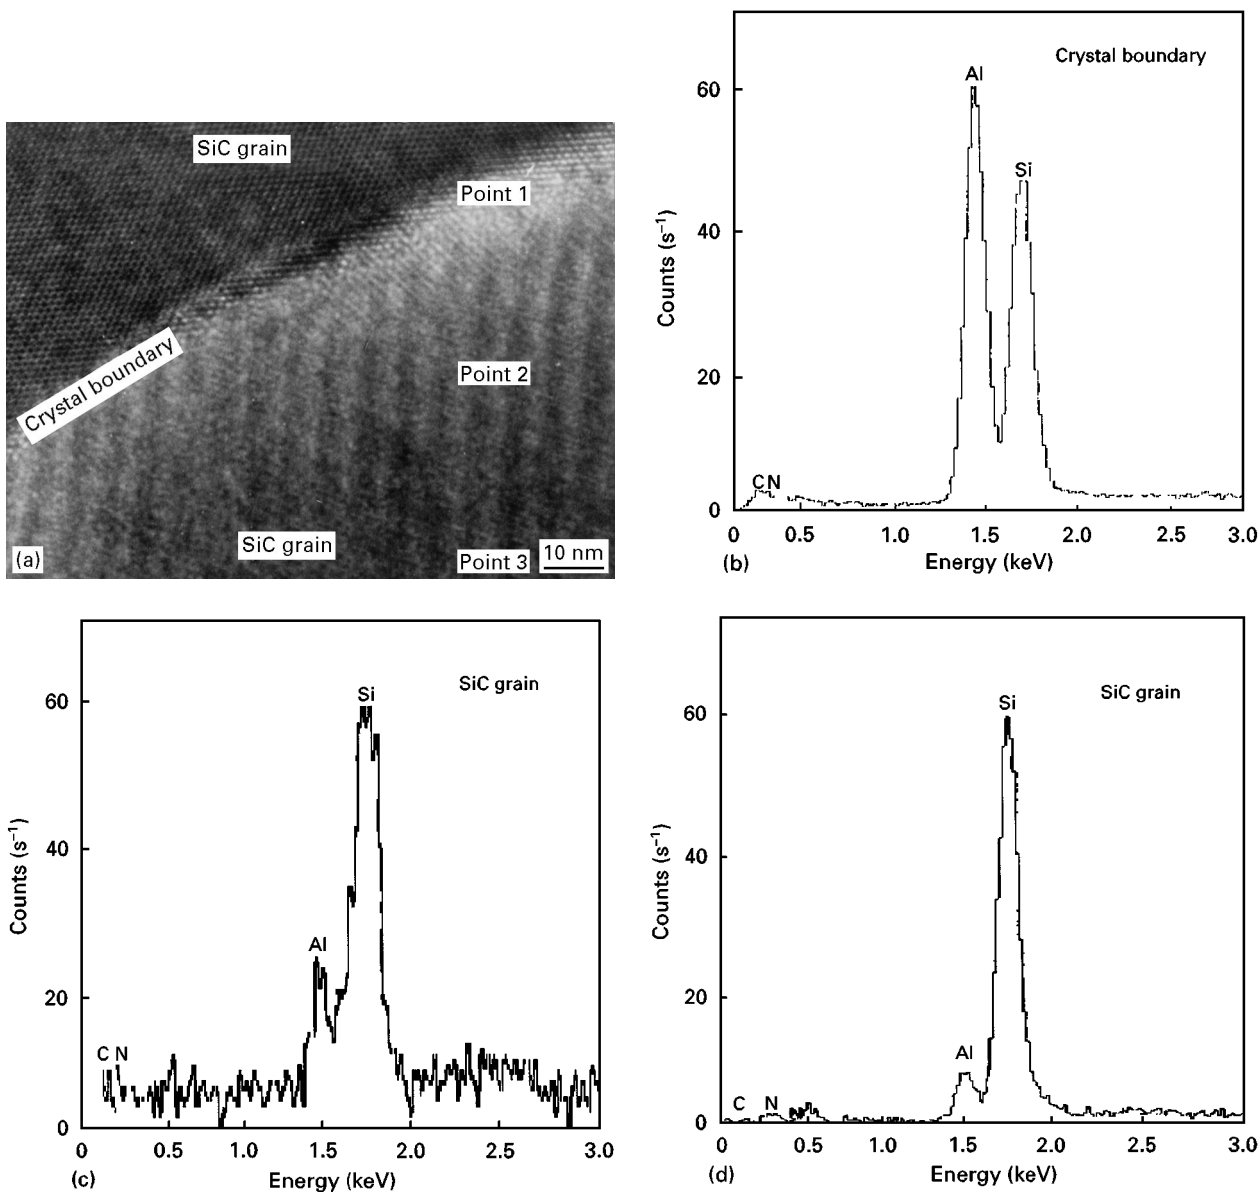 SiC grain
Point 1
Crystal boundary
Point 2
SiC grain
Point 3
10 nm
(a)
Crystal boundary
Al
Si
C N
60
40
20
0
Counts (s⁻¹)
0 0.5 1.0 1.5 2.0 2.5 3.0
Energy (keV)
(b)
SiC grain
Si
Al
C N
60
40
20
0
Counts (s⁻¹)
0 0.5 1.0 1.5 2.0 2.5 3.0
Energy (keV)
(c)
SiC grain
Si
Al
C N
60
40
20
0
Counts (s⁻¹)
0 0.5 1.0 1.5 2.0 2.5 3.0
Energy (keV)
(d)